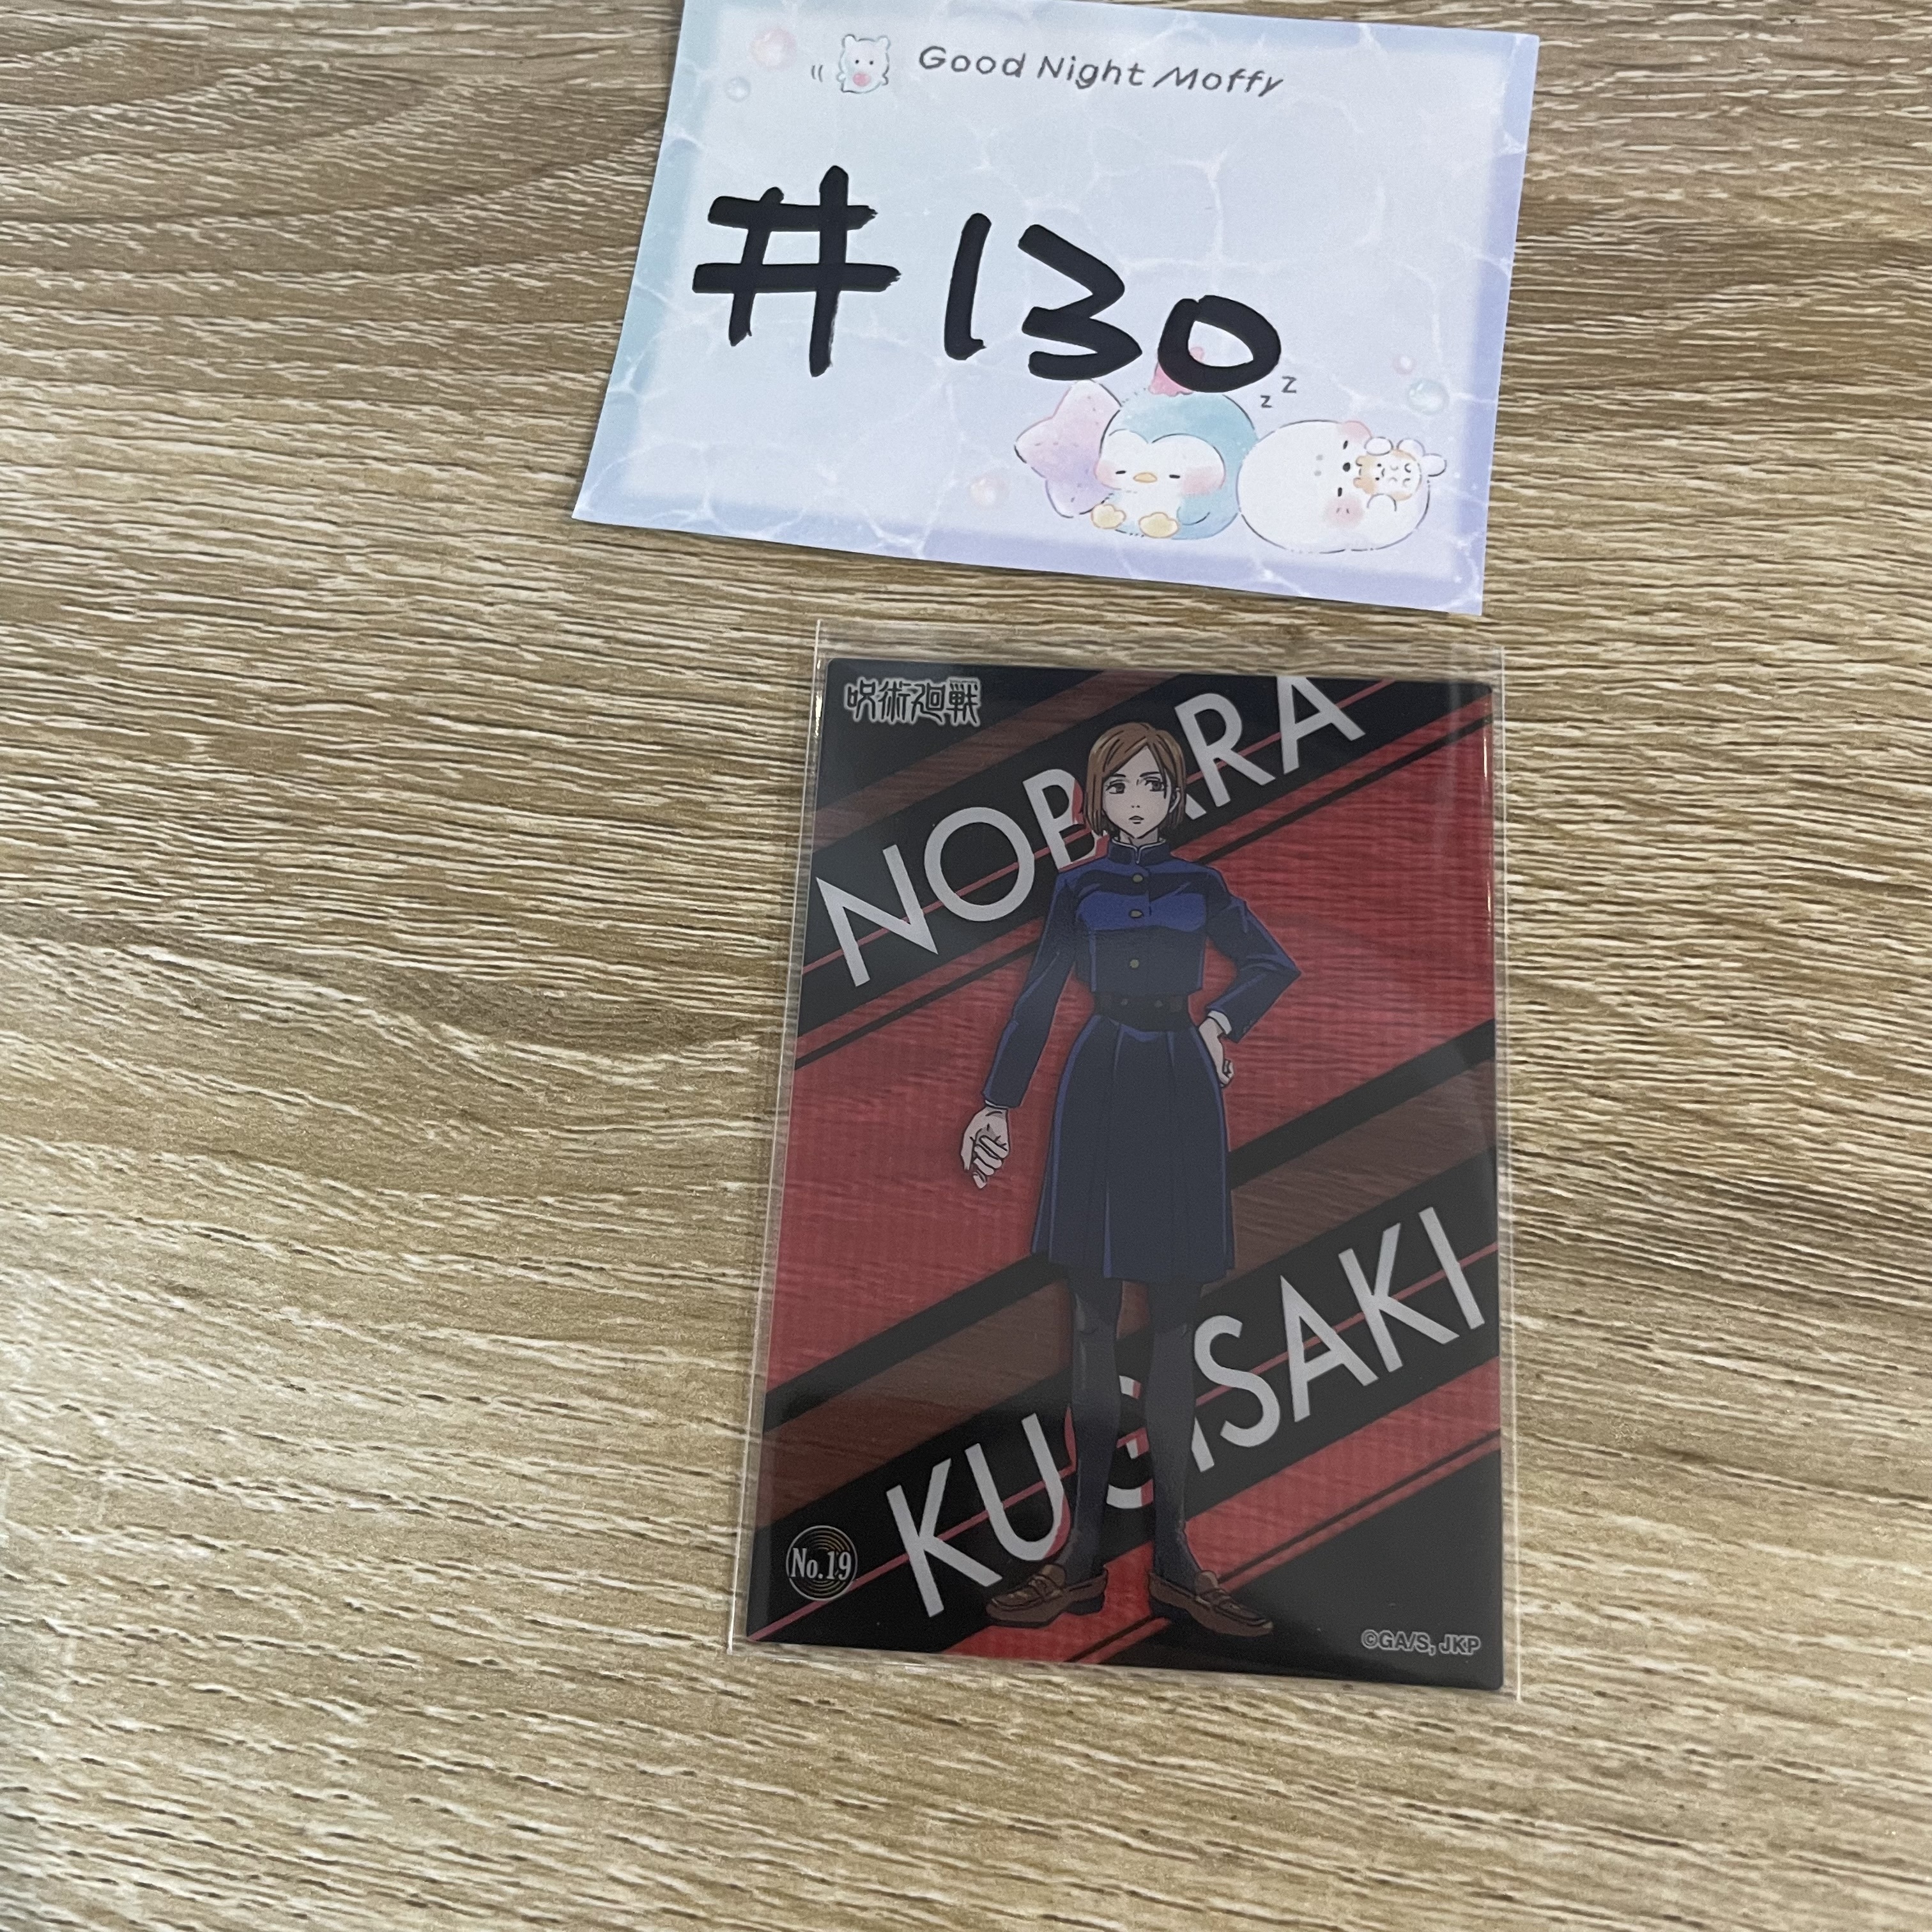 Good Night Moffy
#130
z
z
呪術廻戦
NOBARA
KUGISAKI
No.19
©GA/S, JKP